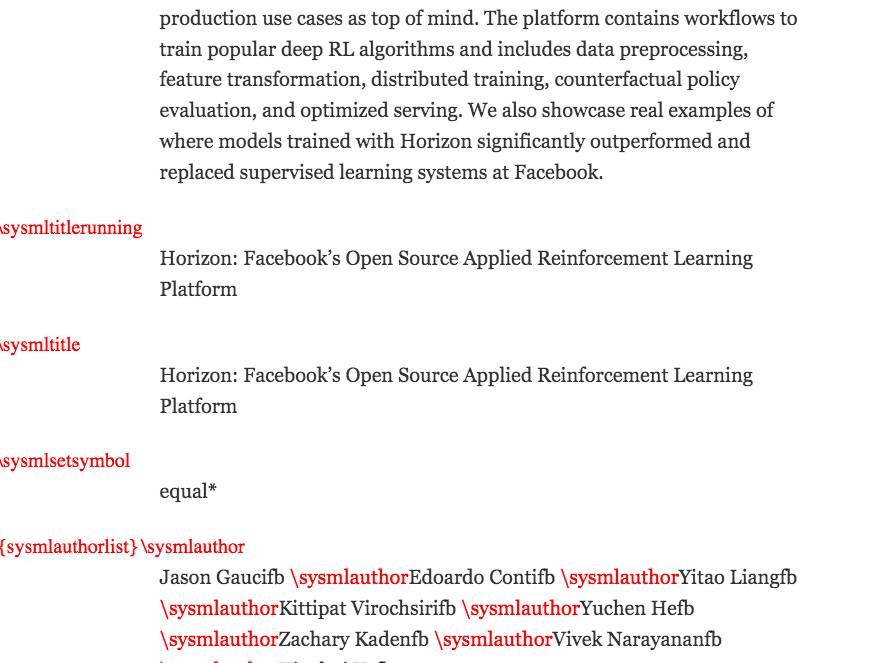 production use cases as top of mind. The platform contains workflows to
train popular deep RL algorithms and includes data preprocessing,
feature transformation, distributed training, counterfactual policy
evaluation, and optimized serving. We also showcase real examples of
where models trained with Horizon significantly outperformed and
replaced supervised learning systems at Facebook.
\sysmltitlerunning
Horizon: Facebook’s Open Source Applied Reinforcement Learning
Platform
\sysmltitle
Horizon: Facebook’s Open Source Applied Reinforcement Learning
Platform
\sysmlsetsymbol
equal*
{sysmlauthorlist}\sysmlauthor
Jason Gaucifb \sysmlauthorEdoardo Contifb \sysmlauthorYitao Liangfb
\sysmlauthorKittipat Virochsirifb \sysmlauthorYuchen Hefb
\sysmlauthorZachary Kadenfb \sysmlauthorVivek Narayananfb